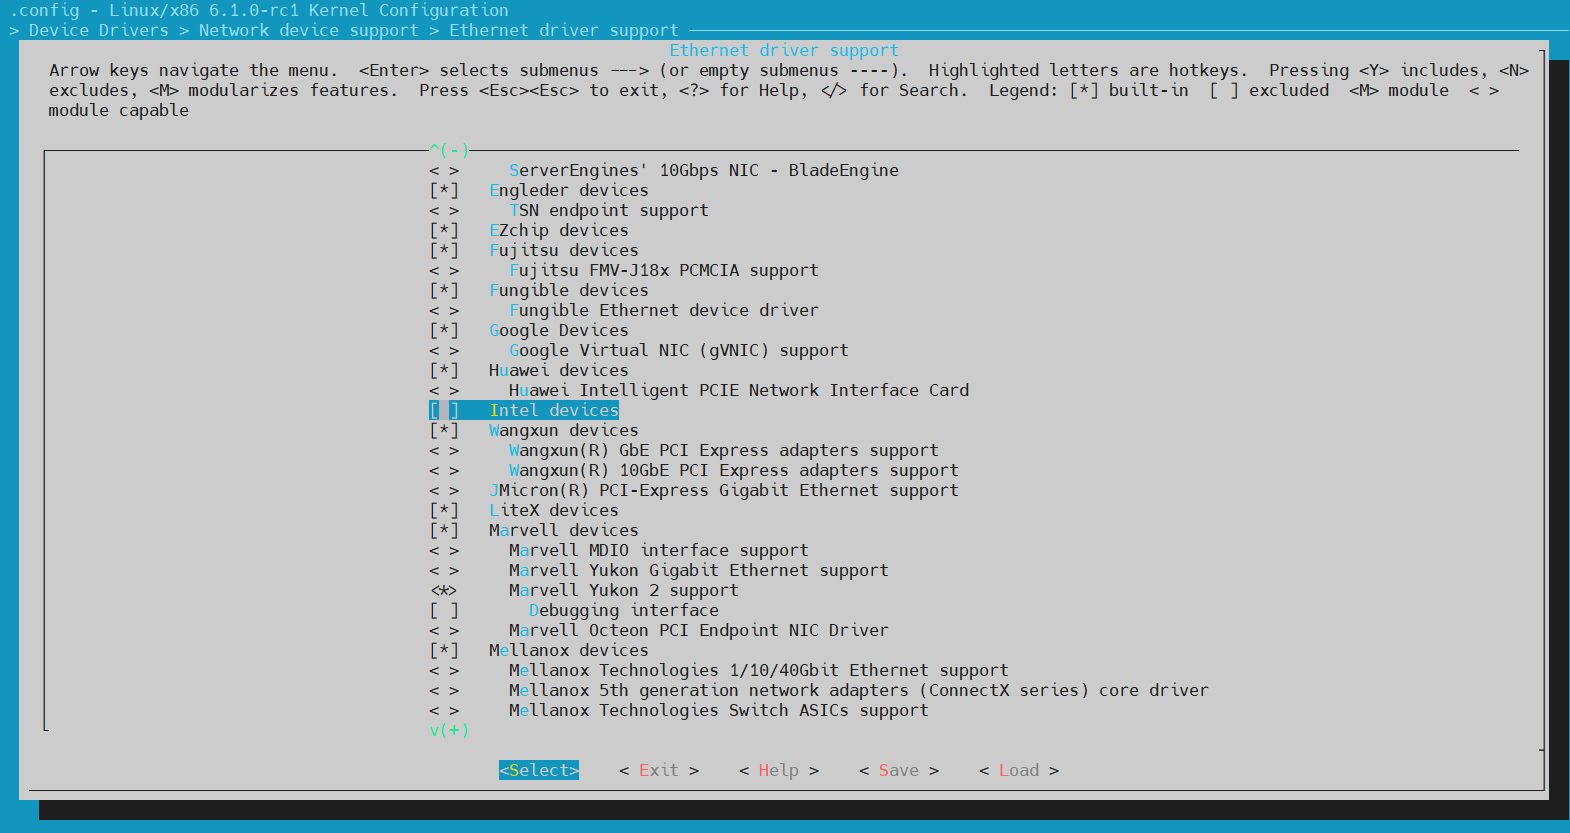 .config - Linux/x86 6.1.0-rc1 Kernel Configuration
> Device Drivers > Network device support > Ethernet driver support
Ethernet driver support
Arrow keys navigate the menu.  <Enter> selects submenus ---> (or empty submenus ----).  Highlighted letters are hotkeys.  Pressing <Y> includes, <N>
excludes, <M> modularizes features.  Press <Esc><Esc> to exit, <?> for Help, </> for Search.  Legend: [*] built-in  [ ] excluded  <M> module  < >
module capable
^(-)
< >     ServerEngines' 10Gbps NIC - BladeEngine
[*]   Engleder devices
< >     TSN endpoint support
[*]   EZchip devices
[*]   Fujitsu devices
< >     Fujitsu FMV-J18x PCMCIA support
[*]   Fungible devices
< >     Fungible Ethernet device driver
[*]   Google Devices
< >     Google Virtual NIC (gVNIC) support
[*]   Huawei devices
< >     Huawei Intelligent PCIE Network Interface Card
[ ]   Intel devices
[*]   Wangxun devices
< >     Wangxun(R) GbE PCI Express adapters support
< >     Wangxun(R) 10GbE PCI Express adapters support
< >   JMicron(R) PCI-Express Gigabit Ethernet support
[*]   LiteX devices
[*]   Marvell devices
< >     Marvell MDIO interface support
< >     Marvell Yukon Gigabit Ethernet support
<*>     Marvell Yukon 2 support
[ ]       Debugging interface
< >     Marvell Octeon PCI Endpoint NIC Driver
[*]   Mellanox devices
< >     Mellanox Technologies 1/10/40Gbit Ethernet support
< >     Mellanox 5th generation network adapters (ConnectX series) core driver
< >     Mellanox Technologies Switch ASICs support
v(+)
<Select>    < Exit >    < Help >    < Save >    < Load >